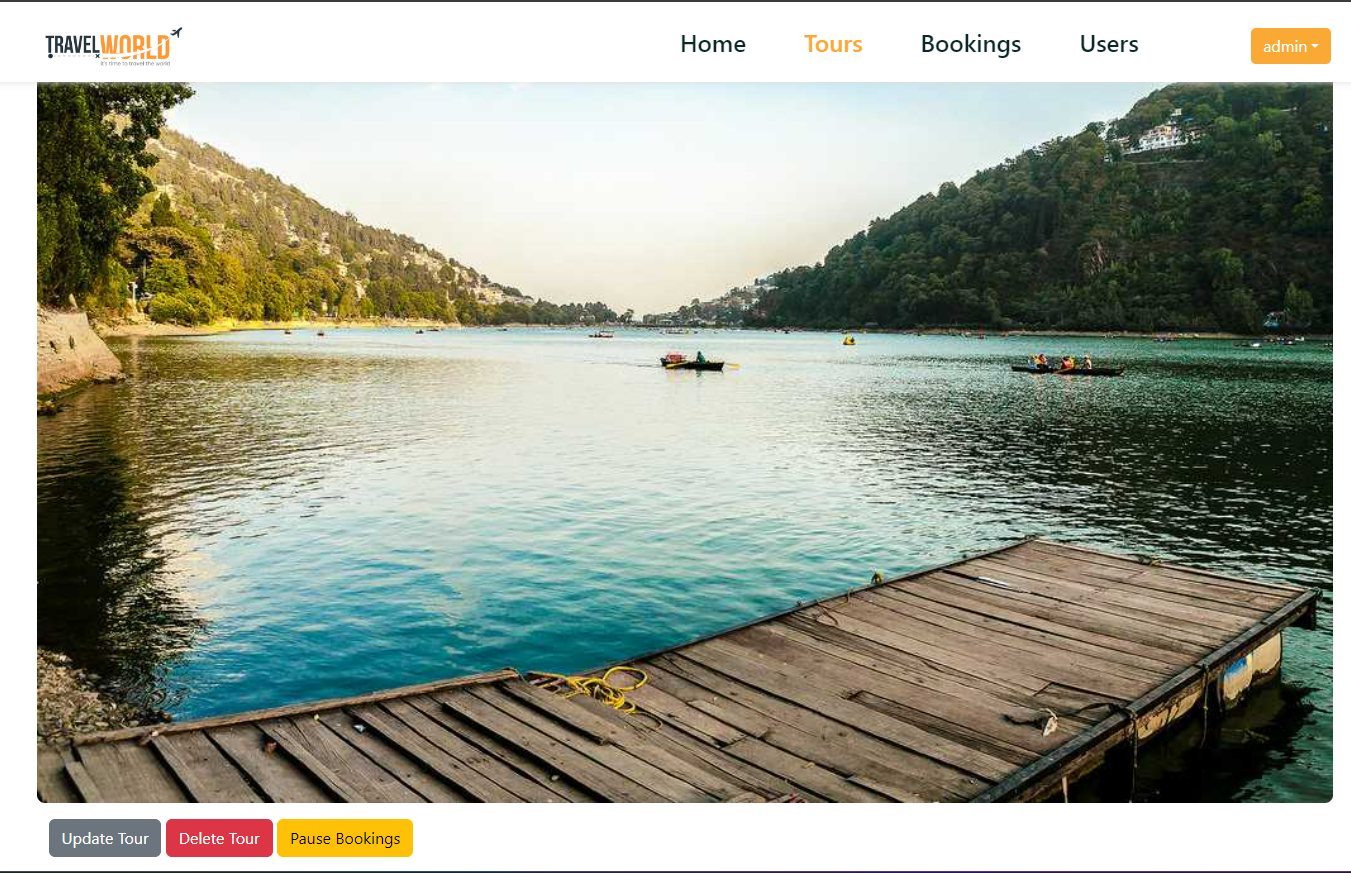 TRAVELWORLD
it's time to travel the world
Home
Tours
Bookings
Users
admin
Update Tour
Delete Tour
Pause Bookings